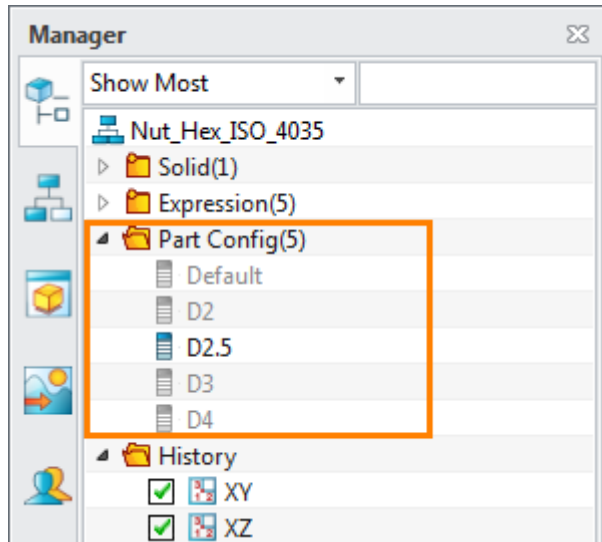 Manager
Show Most
Nut_Hex_ISO_4035
Solid(1)
Expression(5)
Part Config(5)
Default
D2
D2.5
D3
D4
History
XY
XZ